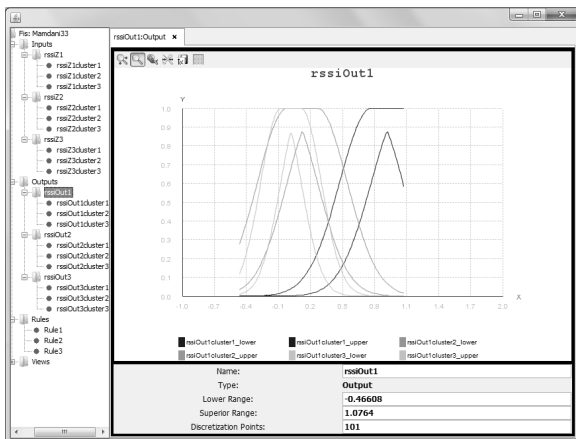 Fis: Mamdani33
Inputs
rssiZ1
rssiZ1cluster1
rssiZ1cluster2
rssiZ1cluster3
rssiZ2
rssiZ2cluster1
rssiZ2cluster2
rssiZ2cluster3
rssiZ3
rssiZ3cluster1
rssiZ3cluster2
rssiZ3cluster3
Outputs
rssiOut1
rssiOut1cluster1
rssiOut1cluster2
rssiOut1cluster3
rssiOut2
rssiOut2cluster1
rssiOut2cluster2
rssiOut2cluster3
rssiOut3
rssiOut3cluster1
rssiOut3cluster2
rssiOut3cluster3
Rules
Rule1
Rule2
Rule3
Views
rssiOut1:Output
rssiOut1
Y
1.0
0.9
0.8
0.7
0.6
0.5
0.4
0.3
0.2
0.1
0.0
-1.0 -0.7 -0.4 -0.1 0.2 0.5 0.8 1.1 1.4 1.7 2.0 X
rssiOut1cluster1_lower rssiOut1cluster1_upper rssiOut1cluster2_lower
rssiOut1cluster2_upper rssiOut1cluster3_lower rssiOut1cluster3_upper
Name: rssiOut1
Type: Output
Lower Range: -0.46608
Superior Range: 1.0764
Discretization Points: 101